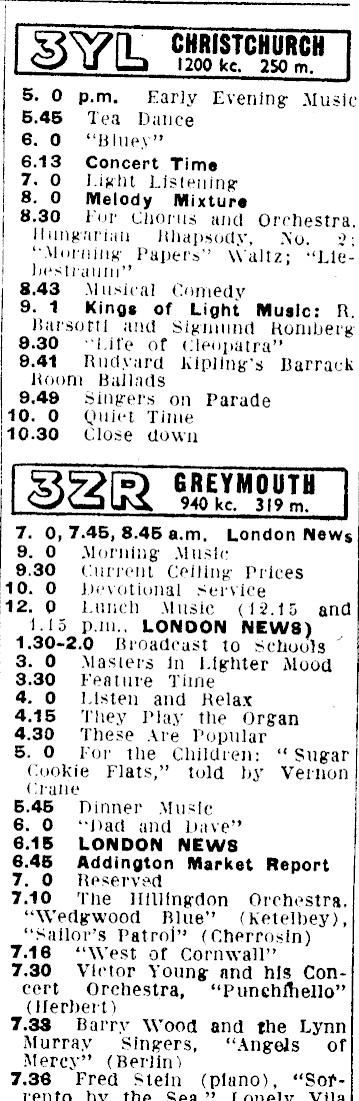 3YL CHRISTCHURCH
1200 kc. 250 m.
5. 0 p.m. Early Evening Music
5.45 Tea Dance
6. 0 "Bluey"
6.13 Concert Time
7. 0 Light Listening
8. 0 Melody Mixture
8.30 For Chorus and Orchestra.
Hungarian Rhapsody, No. 2;
"Morning Papers" Waltz; "Lie-
bestraum"
8.43 Musical Comedy
9. 1 Kings of Light Music: R.
Barsotti and Sigmund Romberg
9.30 "Life of Cleopatra"
9.41 Rudyard Kipling's Barrack
Room Ballads
9.49 Singers on Parade
10. 0 Quiet Time
10.30 Close down
3ZR GREYMOUTH
940 kc. 319 m.
7. 0, 7.45, 8.45 a.m. London News
9. 0 Morning Music
9.30 Current Ceiling Prices
10. 0 Devotional Service
12. 0 Lunch Music (12.15 and
1.15 p.m., LONDON NEWS)
1.30-2.0 Broadcast to Schools
3. 0 Masters in Lighter Mood
3.30 Feature Time
4. 0 Listen and Relax
4.15 They Play the Organ
4.30 These Are Popular
5. 0 For the Children: "Sugar
Cookie Flats," told by Vernon
Crane
5.45 Dinner Music
6. 0 "Dad and Dave"
6.15 LONDON NEWS
6.45 Addington Market Report
7. 0 Reserved
7.10 The Hillingdon Orchestra.
"Wedgwood Blue" (Ketelbey),
"Sailor's Patrol" (Cherrosin)
7.16 "West of Cornwall"
7.30 Victor Young and his Con-
cert Orchestra, "Punchinello"
(Herbert)
7.33 Barry Wood and the Lynn
Murray Singers, "Angels of
Mercy" (Berlin)
7.36 Fred Stein (piano), "Sor-
rento by the Sea," Lonely Vila